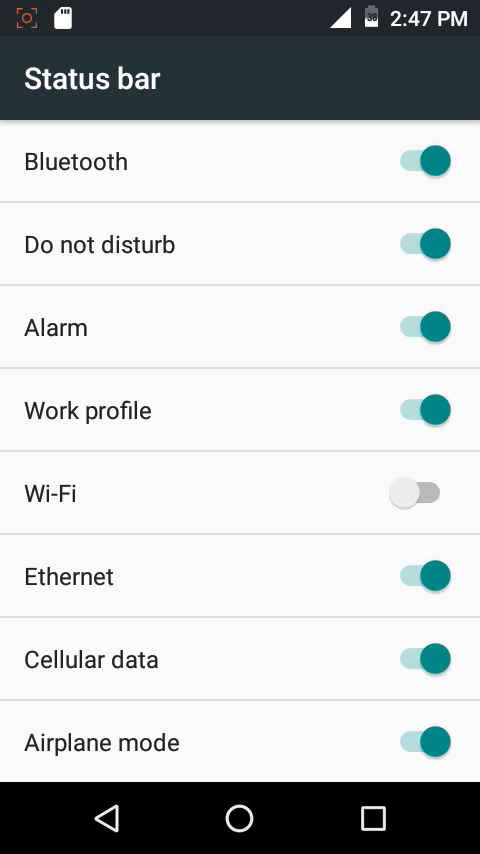 38 2:47 PM
Status bar
Bluetooth
Do not disturb
Alarm
Work profile
Wi-Fi
Ethernet
Cellular data
Airplane mode